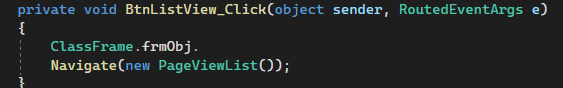 private void BtnListView_Click(object sender, RoutedEventArgs e)
{
ClassFrame.frmObj.
Navigate(new PageViewList());
}